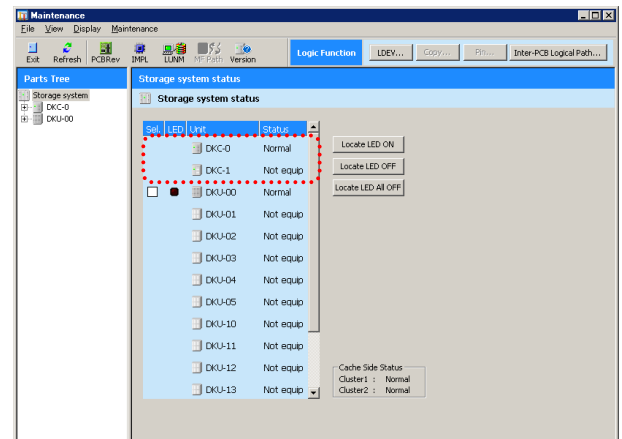 Maintenance
File View Display Maintenance
Exit Refresh PCBRev IMPL LUNM MF Path Version Logic Function LDEV... Copy... Pin... Inter-PCB Logical Path...
Parts Tree
Storage system
DKC-0
DKU-00
Storage system status
Storage system status
Sel. LED Unit Status
DKC-0 Normal
DKC-1 Not equip
DKU-00 Normal
DKU-01 Not equip
DKU-02 Not equip
DKU-03 Not equip
DKU-04 Not equip
DKU-05 Not equip
DKU-10 Not equip
DKU-11 Not equip
DKU-12 Not equip
DKU-13 Not equip
Locate LED ON
Locate LED OFF
Locate LED All OFF
Cache Side Status
Cluster1 : Normal
Cluster2 : Normal